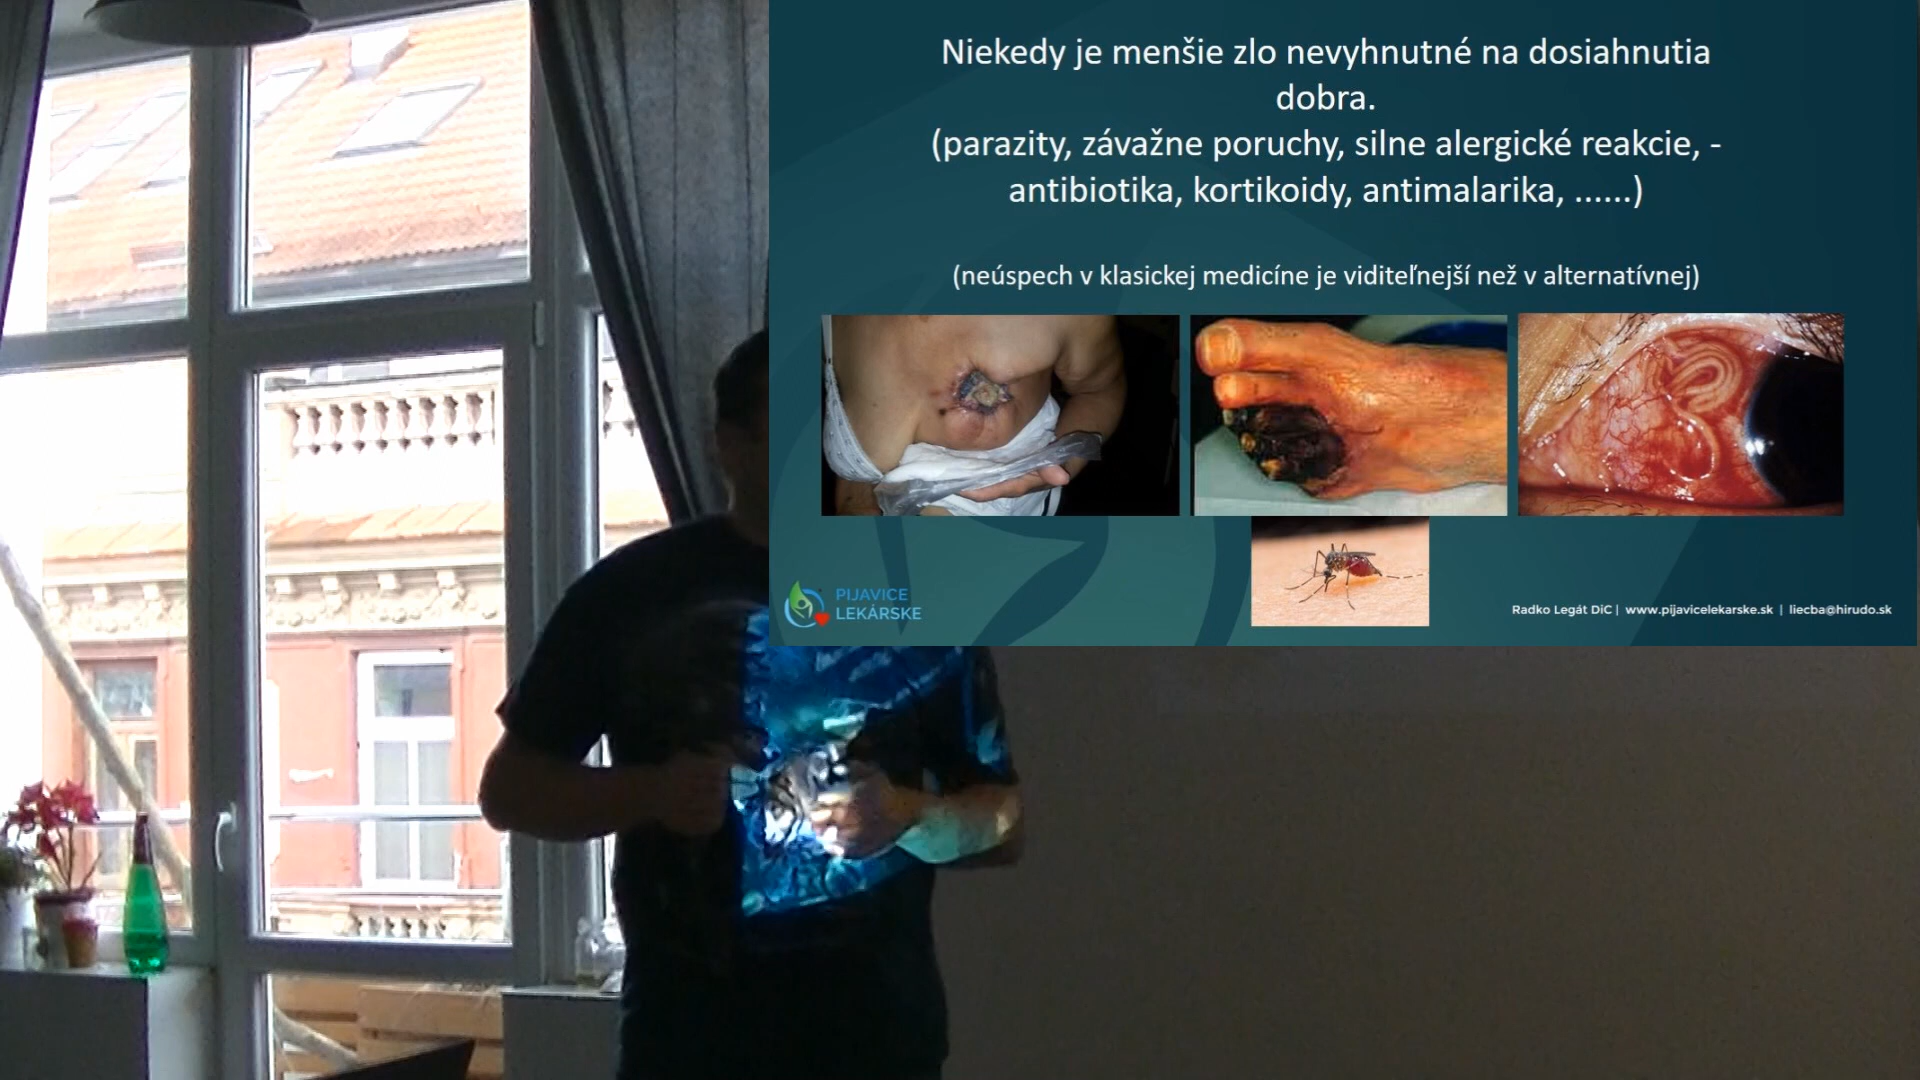 Niekedy je menšie zlo nevyhnutné na dosiahnutia
dobra.
(parazity, závažne poruchy, silne alergické reakcie, -
antibiotika, kortikoidy, antimalarika, ......)
(neúspech v klasickej medicíne je viditeľnejší než v alternatívnej)
PIJAVICE
LEKÁRSKE
Radko Legát DiC | www.pijavicelekarske.sk | liecba@hirudo.sk